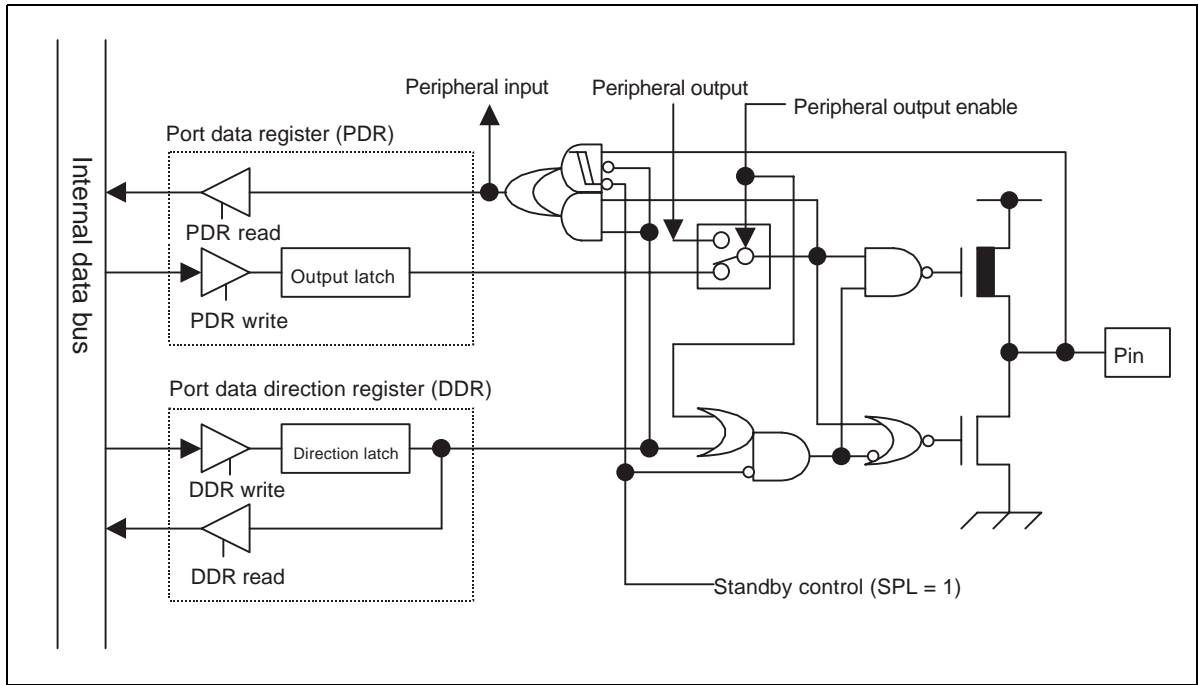 Peripheral input
Peripheral output
Peripheral output enable
Port data register (PDR)
Internal data bus
PDR read
Output latch
PDR write
Pin
Port data direction register (DDR)
Direction latch
DDR write
DDR read
Standby control (SPL = 1)